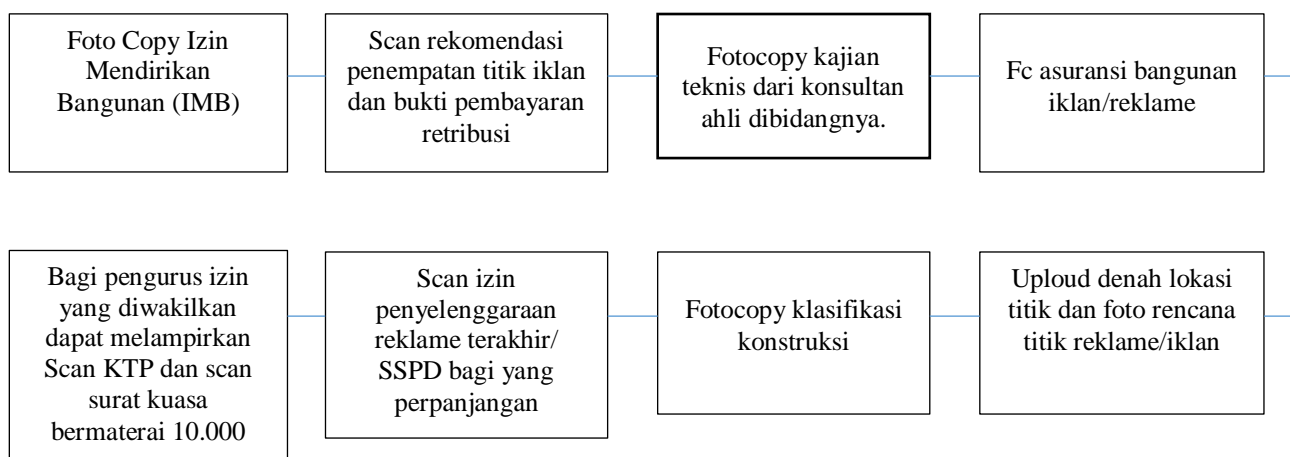 Foto Copy Izin
Mendirikan
Bangunan (IMB)
Scan rekomendasi
penempatan titik iklan
dan bukti pembayaran
retribusi
Fotocopy kajian
teknis dari konsultan
ahli dibidangnya.
Fc asuransi bangunan
iklan/reklame
Bagi pengurus izin
yang diwakilkan
dapat melampirkan
Scan KTP dan scan
surat kuasa
bermaterai 10.000
Scan izin
penyelenggaraan
reklame terakhir/
SSPD bagi yang
perpanjangan
Fotocopy klasifikasi
konstruksi
Uploud denah lokasi
titik dan foto rencana
titik reklame/iklan